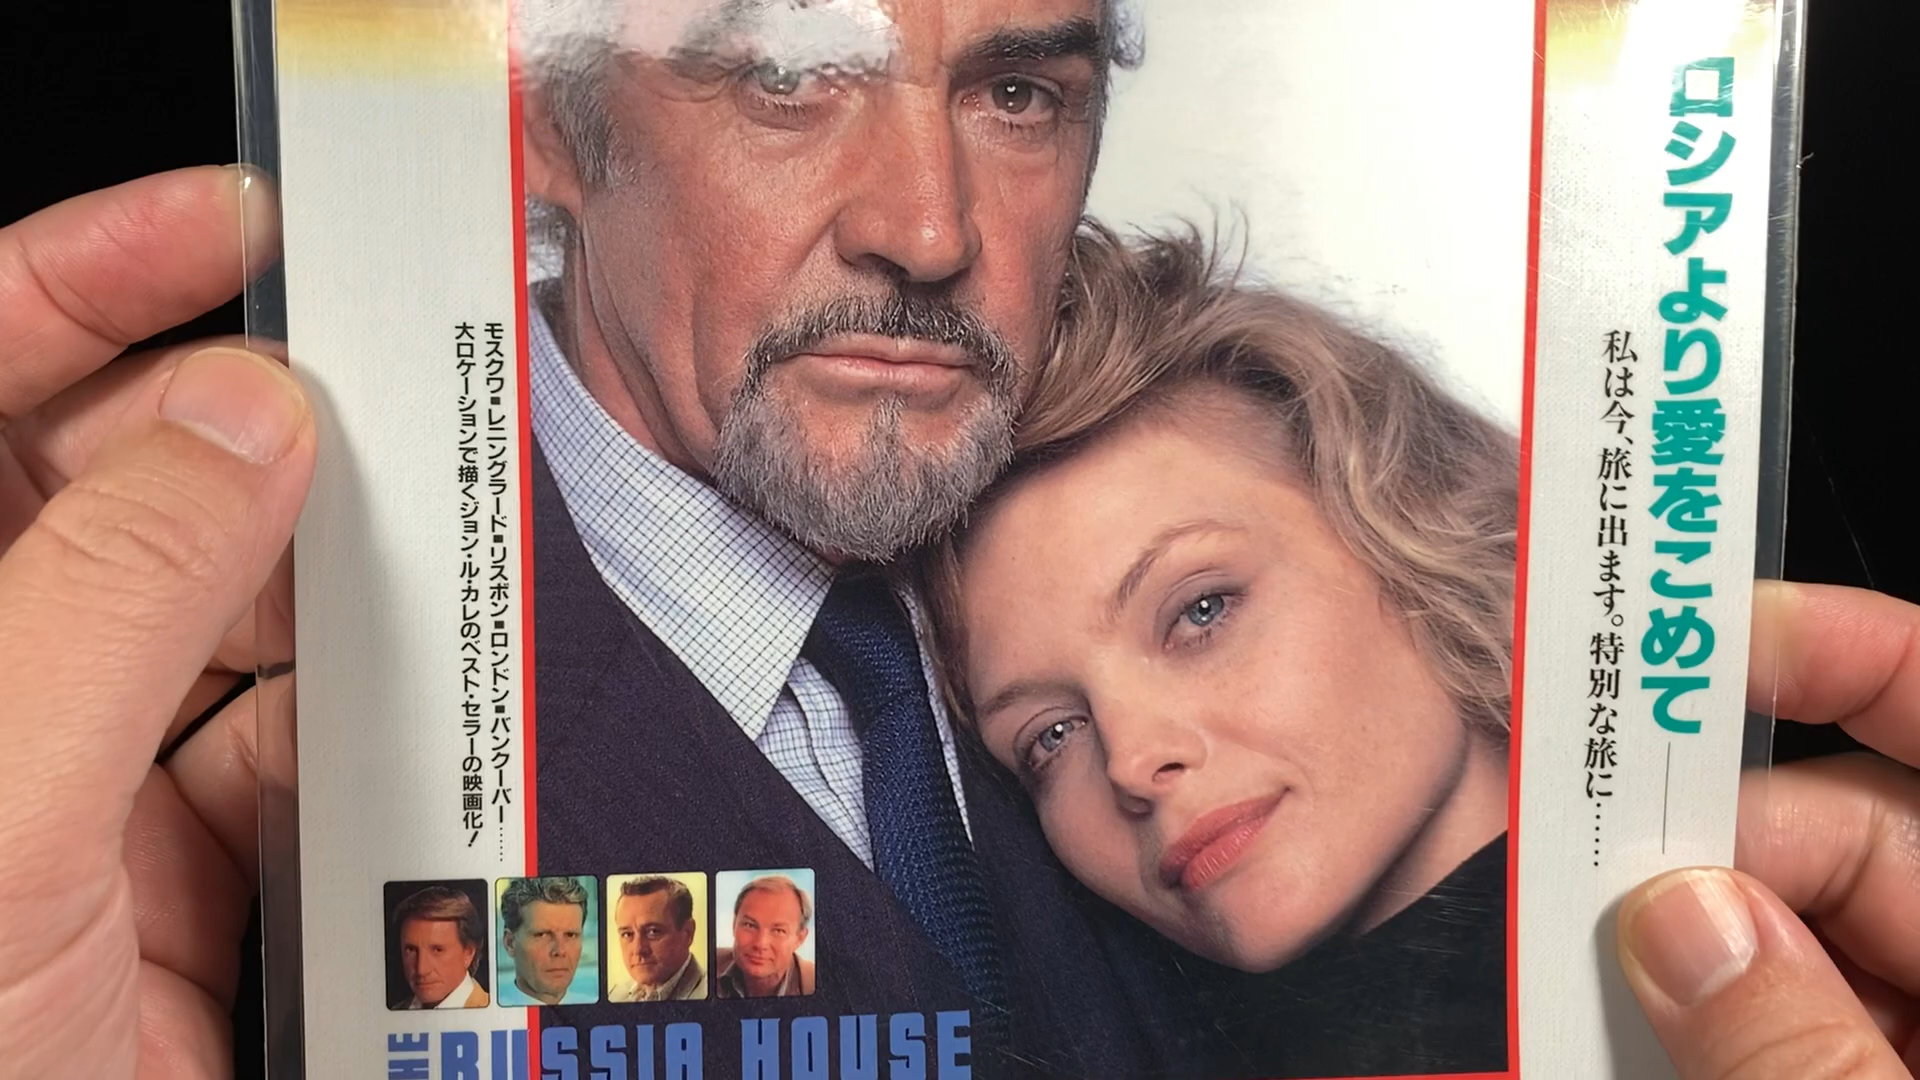 ロシアより愛をこめて——
私は今、旅に出ます。特別な旅に……
モスクワ■レニングラード■リスボン■ロンドン■バンクーバー……
大ロケーションで描くジョン・ル・カレのベスト・セラーの映画化！
THE RUSSIA HOUSE